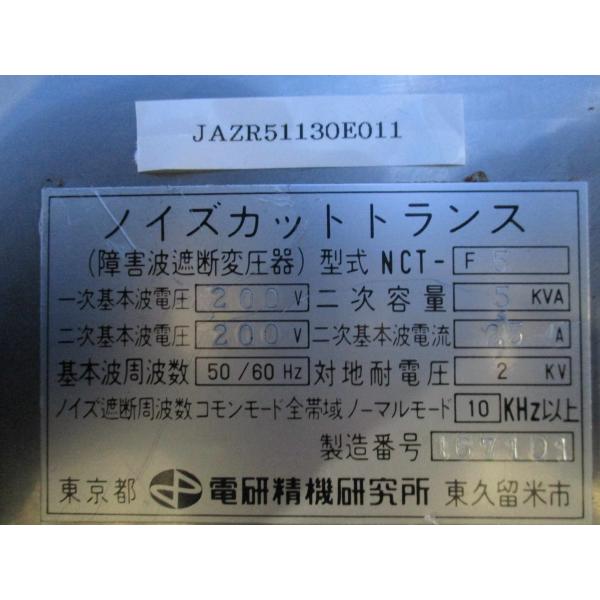 JAZR51130E011
ノイズカットトランス
(障害波遮断変圧器) 型式 NCT- F5
一次基本波電圧 200 V 二次容量 5 KVA
二次基本波電圧 200 V 二次基本波電流 25 A
基本波周波数 50/60 Hz 対地耐電圧 2 KV
ノイズ遮断周波数 コモンモード全帯域 ノーマルモード 10 KHz以上
製造番号 167101
東京都 電研精機研究所 東久留米市